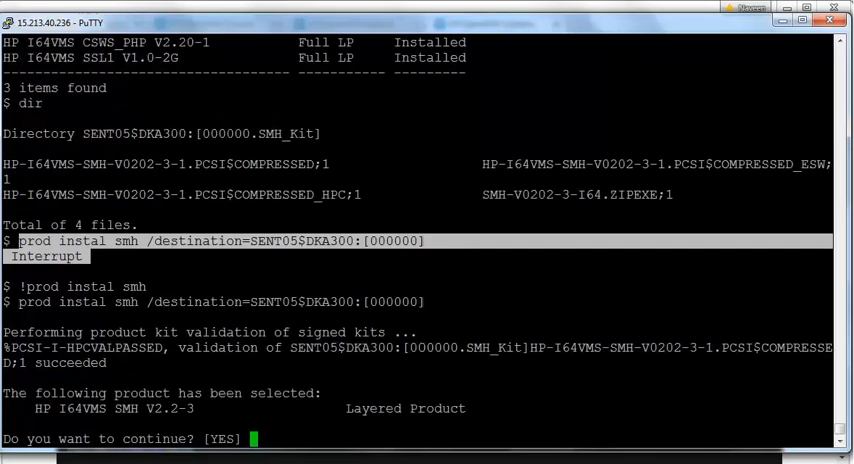 Naveen
15.213.40.236 - PuTTY
HP I64VMS CSWS_PHP V2.20-1 Full LP Installed
HP I64VMS SSL1 V1.0-2G Full LP Installed
------------------------------------ ----------- ---------
3 items found
$ dir
Directory SENT05$DKA300:[000000.SMH_Kit]
HP-I64VMS-SMH-V0202-3-1.PCSI$COMPRESSED;1 HP-I64VMS-SMH-V0202-3-1.PCSI$COMPRESSED_ESW;
1
HP-I64VMS-SMH-V0202-3-1.PCSI$COMPRESSED_HPC;1 SMH-V0202-3-I64.ZIPEXE;1
Total of 4 files.
$ prod instal smh /destination=SENT05$DKA300:[000000]
Interrupt
$ !prod instal smh
$ prod instal smh /destination=SENT05$DKA300:[000000]
Performing product kit validation of signed kits ...
%PCSI-I-HPCVALPASSED, validation of SENT05$DKA300:[000000.SMH_Kit]HP-I64VMS-SMH-V0202-3-1.PCSI$COMPRESSE
D;1 succeeded
The following product has been selected:
HP I64VMS SMH V2.2-3 Layered Product
Do you want to continue? [YES]